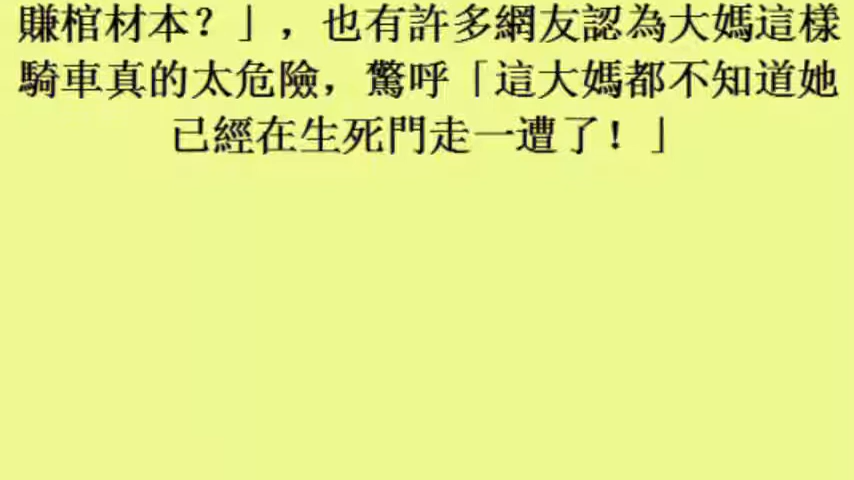 賺棺材本？」，也有許多網友認為大媽這樣
騎車真的太危險，驚呼「這大媽都不知道她
已經在生死門走一遭了！」